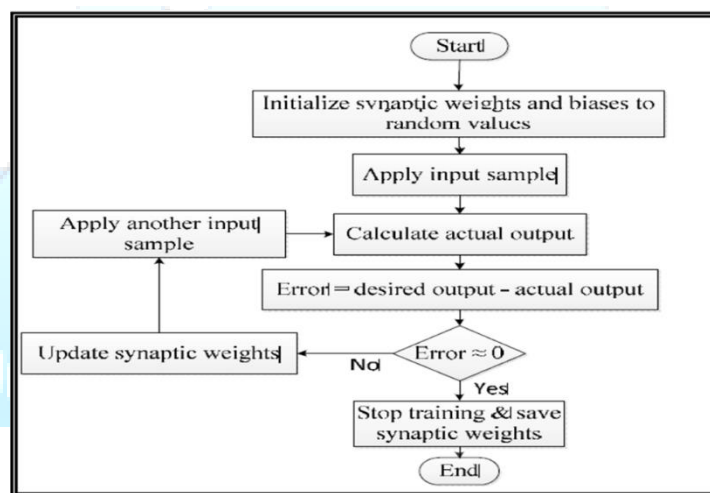 Start
Initialize synaptic weights and biases to
random values
Apply input sample
Apply another input
sample
Calculate actual output
Error = desired output - actual output
Update synaptic weights
No
Error ≈ 0
Yes
Stop training & save
synaptic weights
End